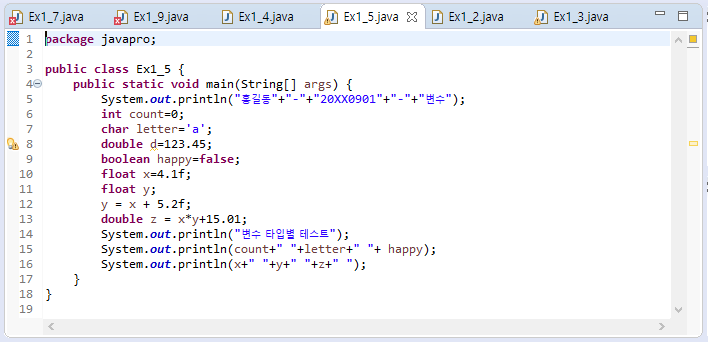 Ex1_7.java Ex1_9.java Ex1_4.java Ex1_5.java Ex1_2.java Ex1_3.java
1 package javapro;
2
3 public class Ex1_5 {
4 public static void main(String[] args) {
5 System.out.println("홍길동"+"-"+"20XX0901"+"-"+"변수");
6 int count=0;
7 char letter='a';
8 double d=123.45;
9 boolean happy=false;
10 float x=4.1f;
11 float y;
12 y = x + 5.2f;
13 double z = x*y+15.01;
14 System.out.println("변수 타입별 테스트");
15 System.out.println(count+" "+letter+" "+ happy);
16 System.out.println(x+" "+y+" "+z+" ");
17 }
18 }
19